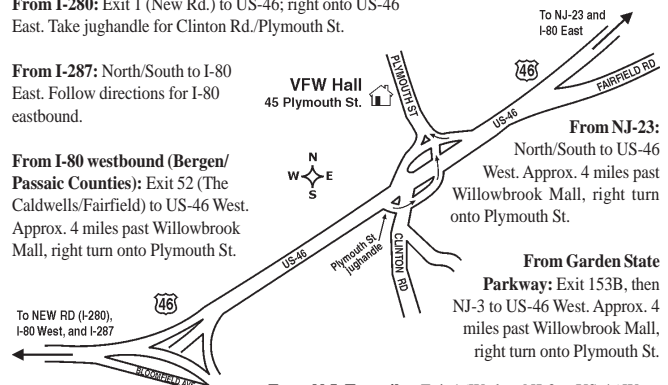 From I-280: Exit 1 (New Rd.) to US-46; right onto US-46
East. Take jughandle for Clinton Rd./Plymouth St.
From I-287: North/South to I-80
East. Follow directions for I-80
eastbound.
From I-80 westbound (Bergen/
Passaic Counties): Exit 52 (The
Caldwells/Fairfield) to US-46 West.
Approx. 4 miles past Willowbrook
Mall, right turn onto Plymouth St.
To NJ-23 and
I-80 East
46
FAIRFIELD RD
PLYMOUTH ST
VFW Hall
45 Plymouth St.
US-46
N
W E
S
From NJ-23:
North/South to US-46
West. Approx. 4 miles past
Willowbrook Mall, right turn
onto Plymouth St.
Plymouth St
jughandle
CLINTON RD
US-46
From Garden State
Parkway: Exit 153B, then
NJ-3 to US-46 West. Approx. 4
miles past Willowbrook Mall,
right turn onto Plymouth St.
46
To NEW RD (I-280),
I-80 West, and I-287
BLOOMFIELD AVE